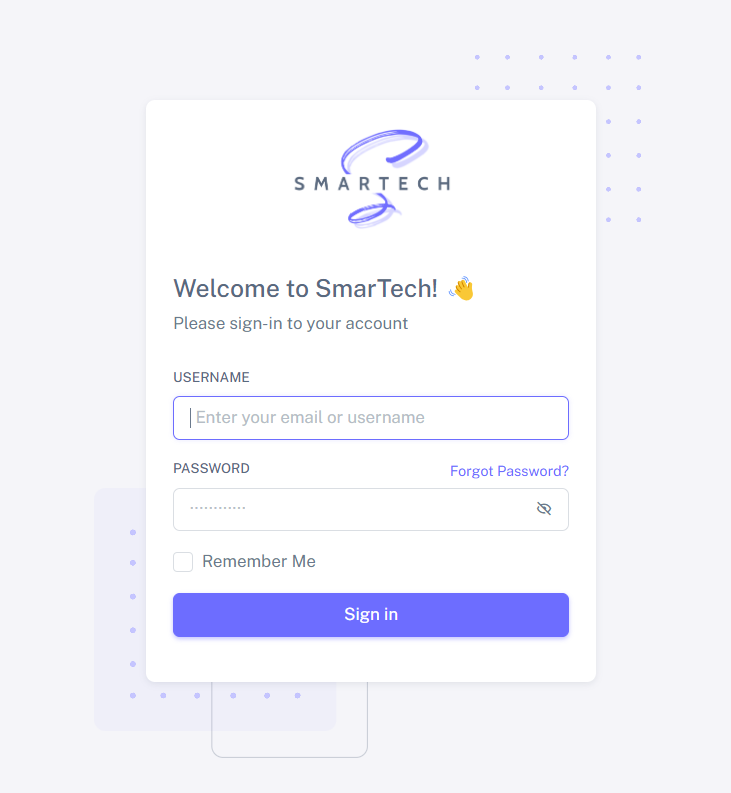 SMARTECH
Welcome to SmarTech! 👋
Please sign-in to your account
USERNAME
Enter your email or username
PASSWORD
Forgot Password?
············
Remember Me
Sign in